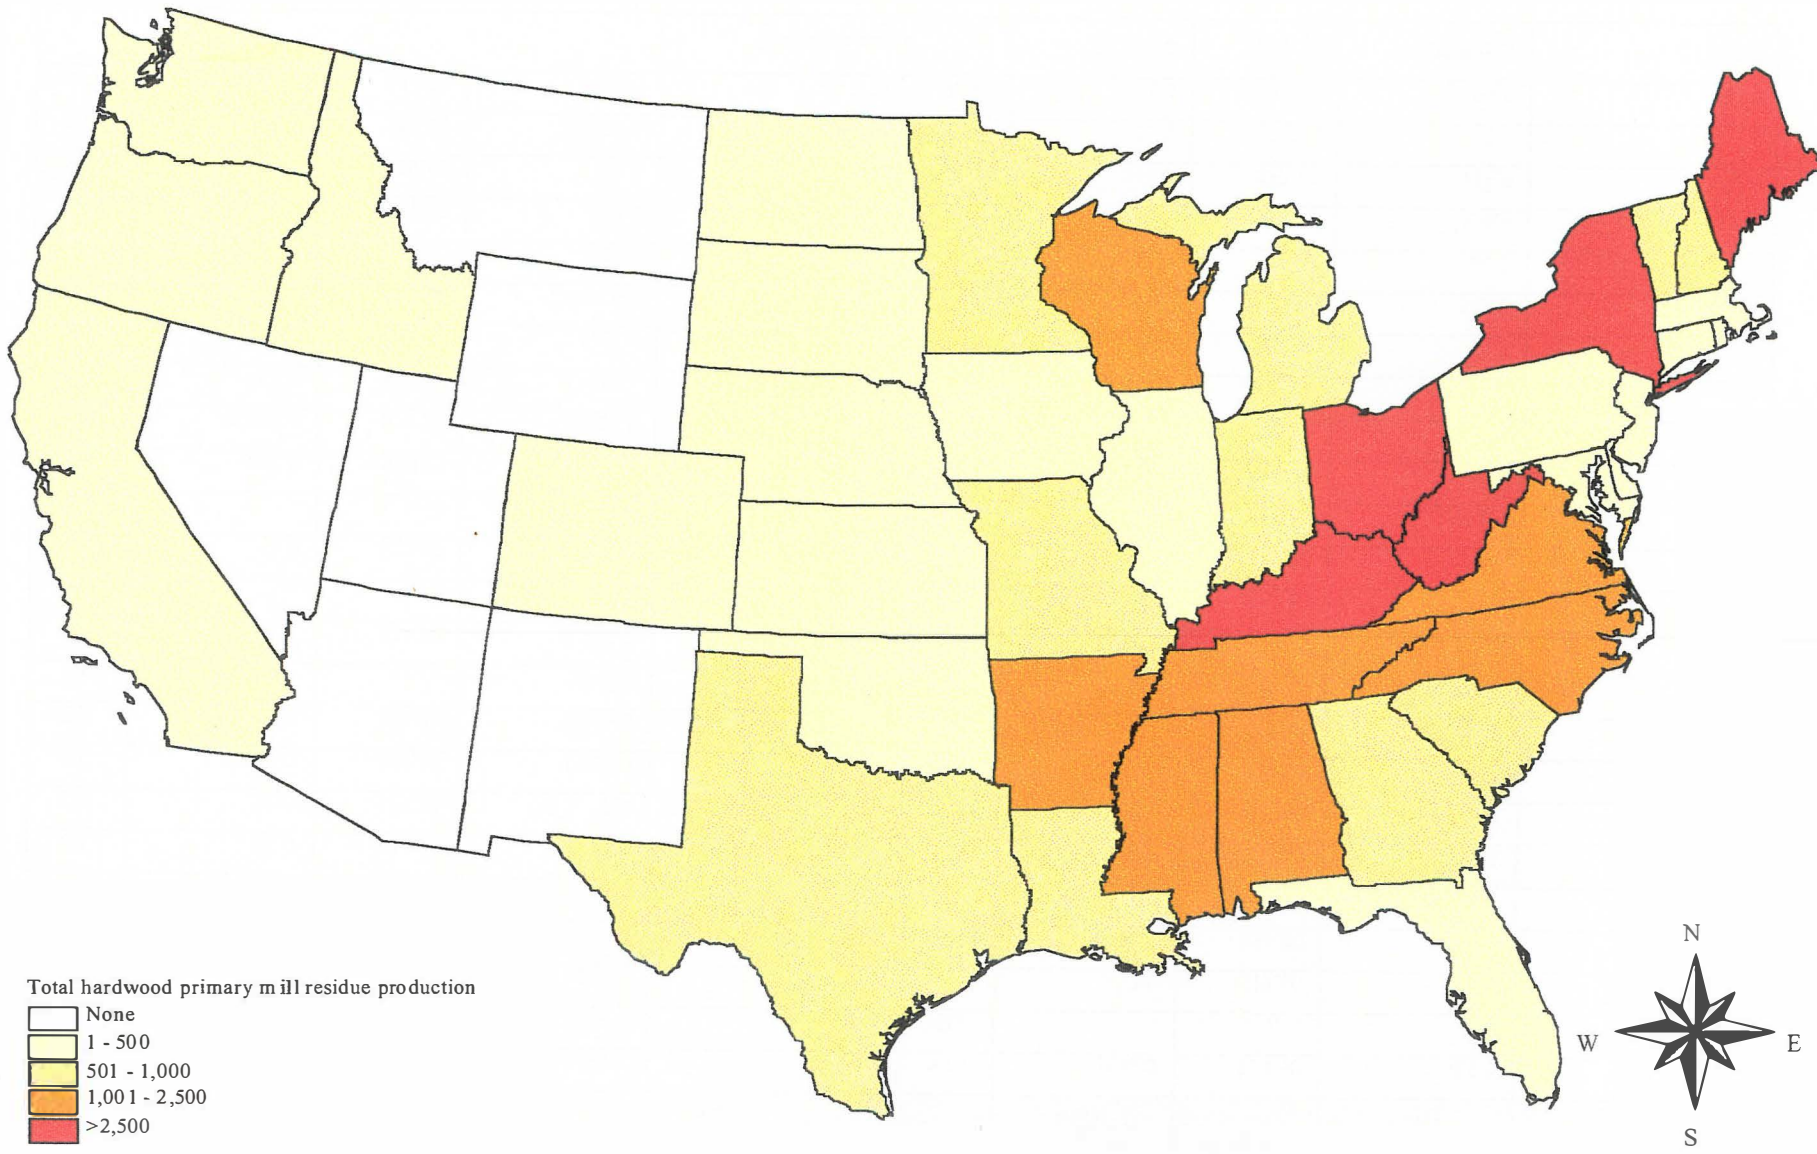 Total hardwood primary mill residue production
None
1 - 500
501 - 1,000
1,001 - 2,500
>2,500
N
W E
S